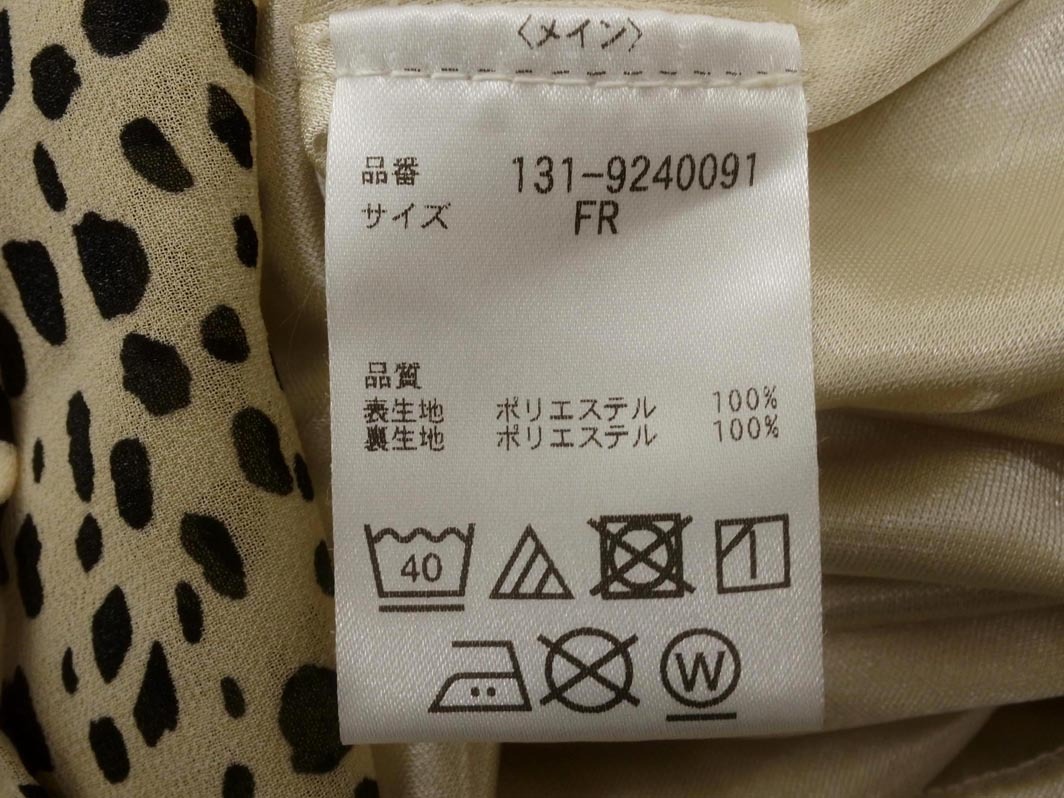 〈メイン〉
品番 131-9240091
サイズ FR
品質
表生地 ポリエステル 100%
裏生地 ポリエステル 100%
40
W